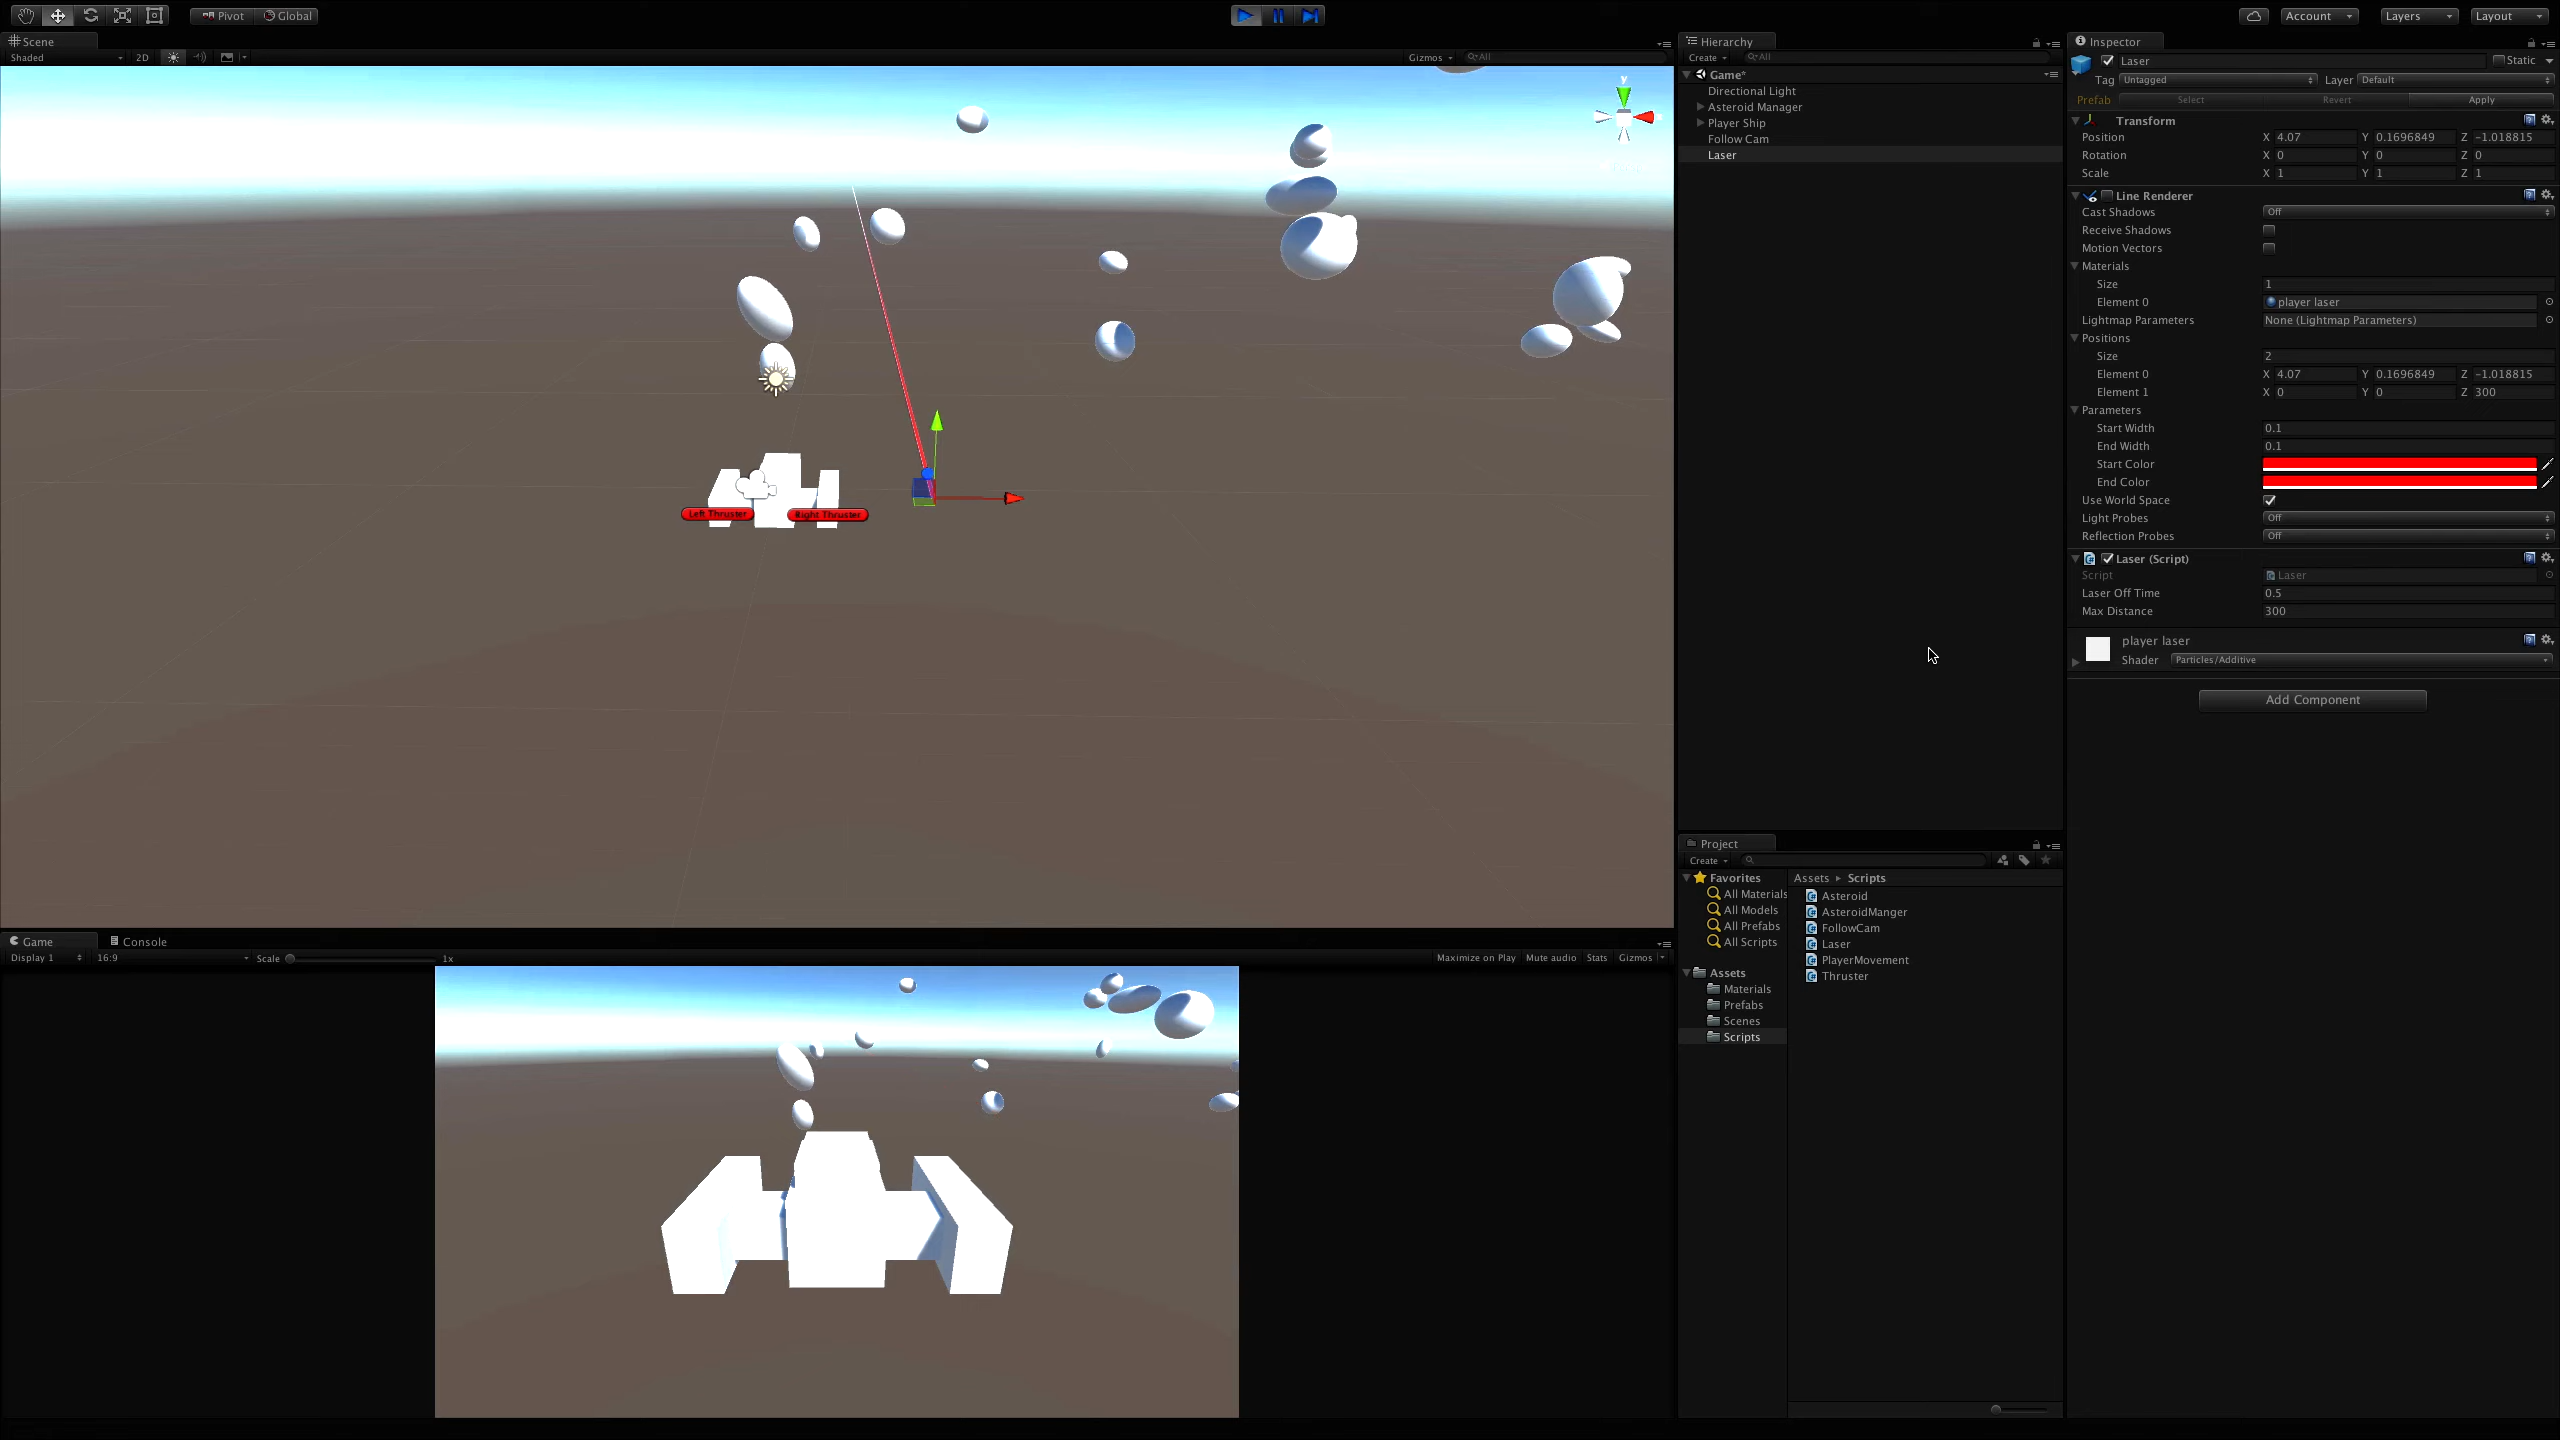 Pivot Global Account Layers Layout
Scene
Shaded 2D Gizmos All
y
Left Thruster Right Thruster
Game Console
Display 1 16:9 Scale 1x Maximize on Play Mute audio Stats Gizmos
Hierarchy
Create All
Game*
Directional Light
Asteroid Manager
Player Ship
Follow Cam
Laser
Project
Create
Favorites
All Materials
All Models
All Prefabs
All Scripts
Assets
Materials
Prefabs
Scenes
Scripts
Assets Scripts
Asteroid
AsteroidManger
FollowCam
Laser
PlayerMovement
Thruster
Inspector
Laser Static
Tag Untagged Layer Default
Prefab Select Revert Apply
Transform
Position X 4.07 Y 0.1696849 Z -1.018815
Rotation X 0 Y 0 Z 0
Scale X 1 Y 1 Z 1
Line Renderer
Cast Shadows Off
Receive Shadows
Motion Vectors
Materials
Size 1
Element 0 player laser
Lightmap Parameters None (Lightmap Parameters)
Positions
Size 2
Element 0 X 4.07 Y 0.1696849 Z -1.018815
Element 1 X 0 Y 0 Z 300
Parameters
Start Width 0.1
End Width 0.1
Start Color
End Color
Use World Space
Light Probes Off
Reflection Probes Off
Laser (Script)
Script Laser
Laser Off Time 0.5
Max Distance 300
player laser
Shader Particles/Additive
Add Component